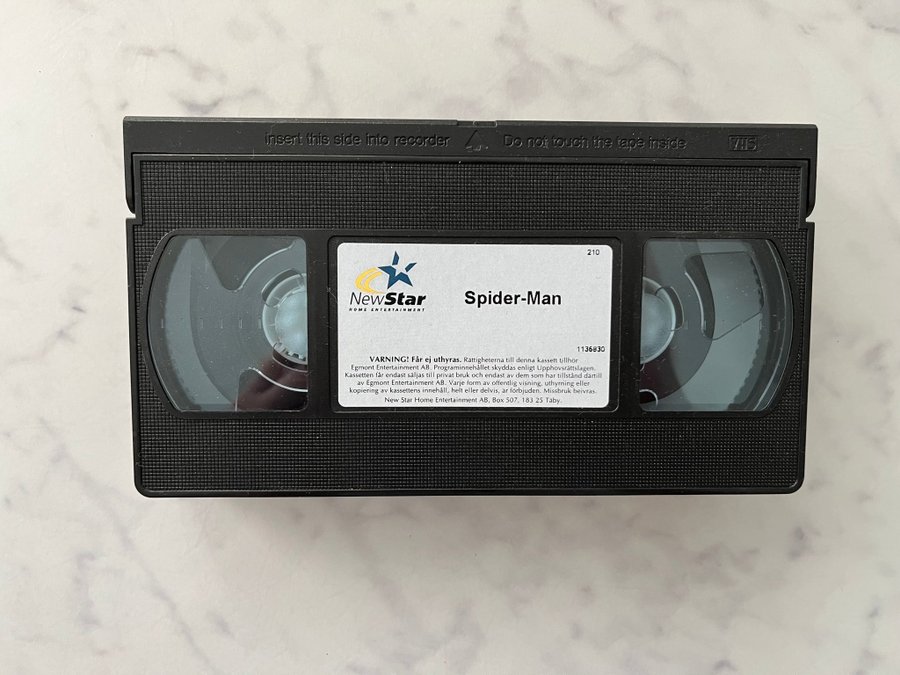 insert this side into recorder
Do not touch the tape inside
VHS
210
NewStar
HOME ENTERTAINMENT
Spider-Man
1136830
VARNING! Får ej uthyras. Rättigheterna till denna kassett tillhör
Egmont Entertainment AB. Programinnehållet skyddas enligt Upphovsrättslagen.
Kassetten får endast säljas till privat bruk och endast av dem som har tillstånd därtill
av Egmont Entertainment AB. Varje form av offentlig visning, uthyrning eller
kopiering av kassettens innehåll, helt eller delvis, är förbjuden. Missbruk beivras.
New Star Home Entertainment AB, Box 507, 183 25 Täby.